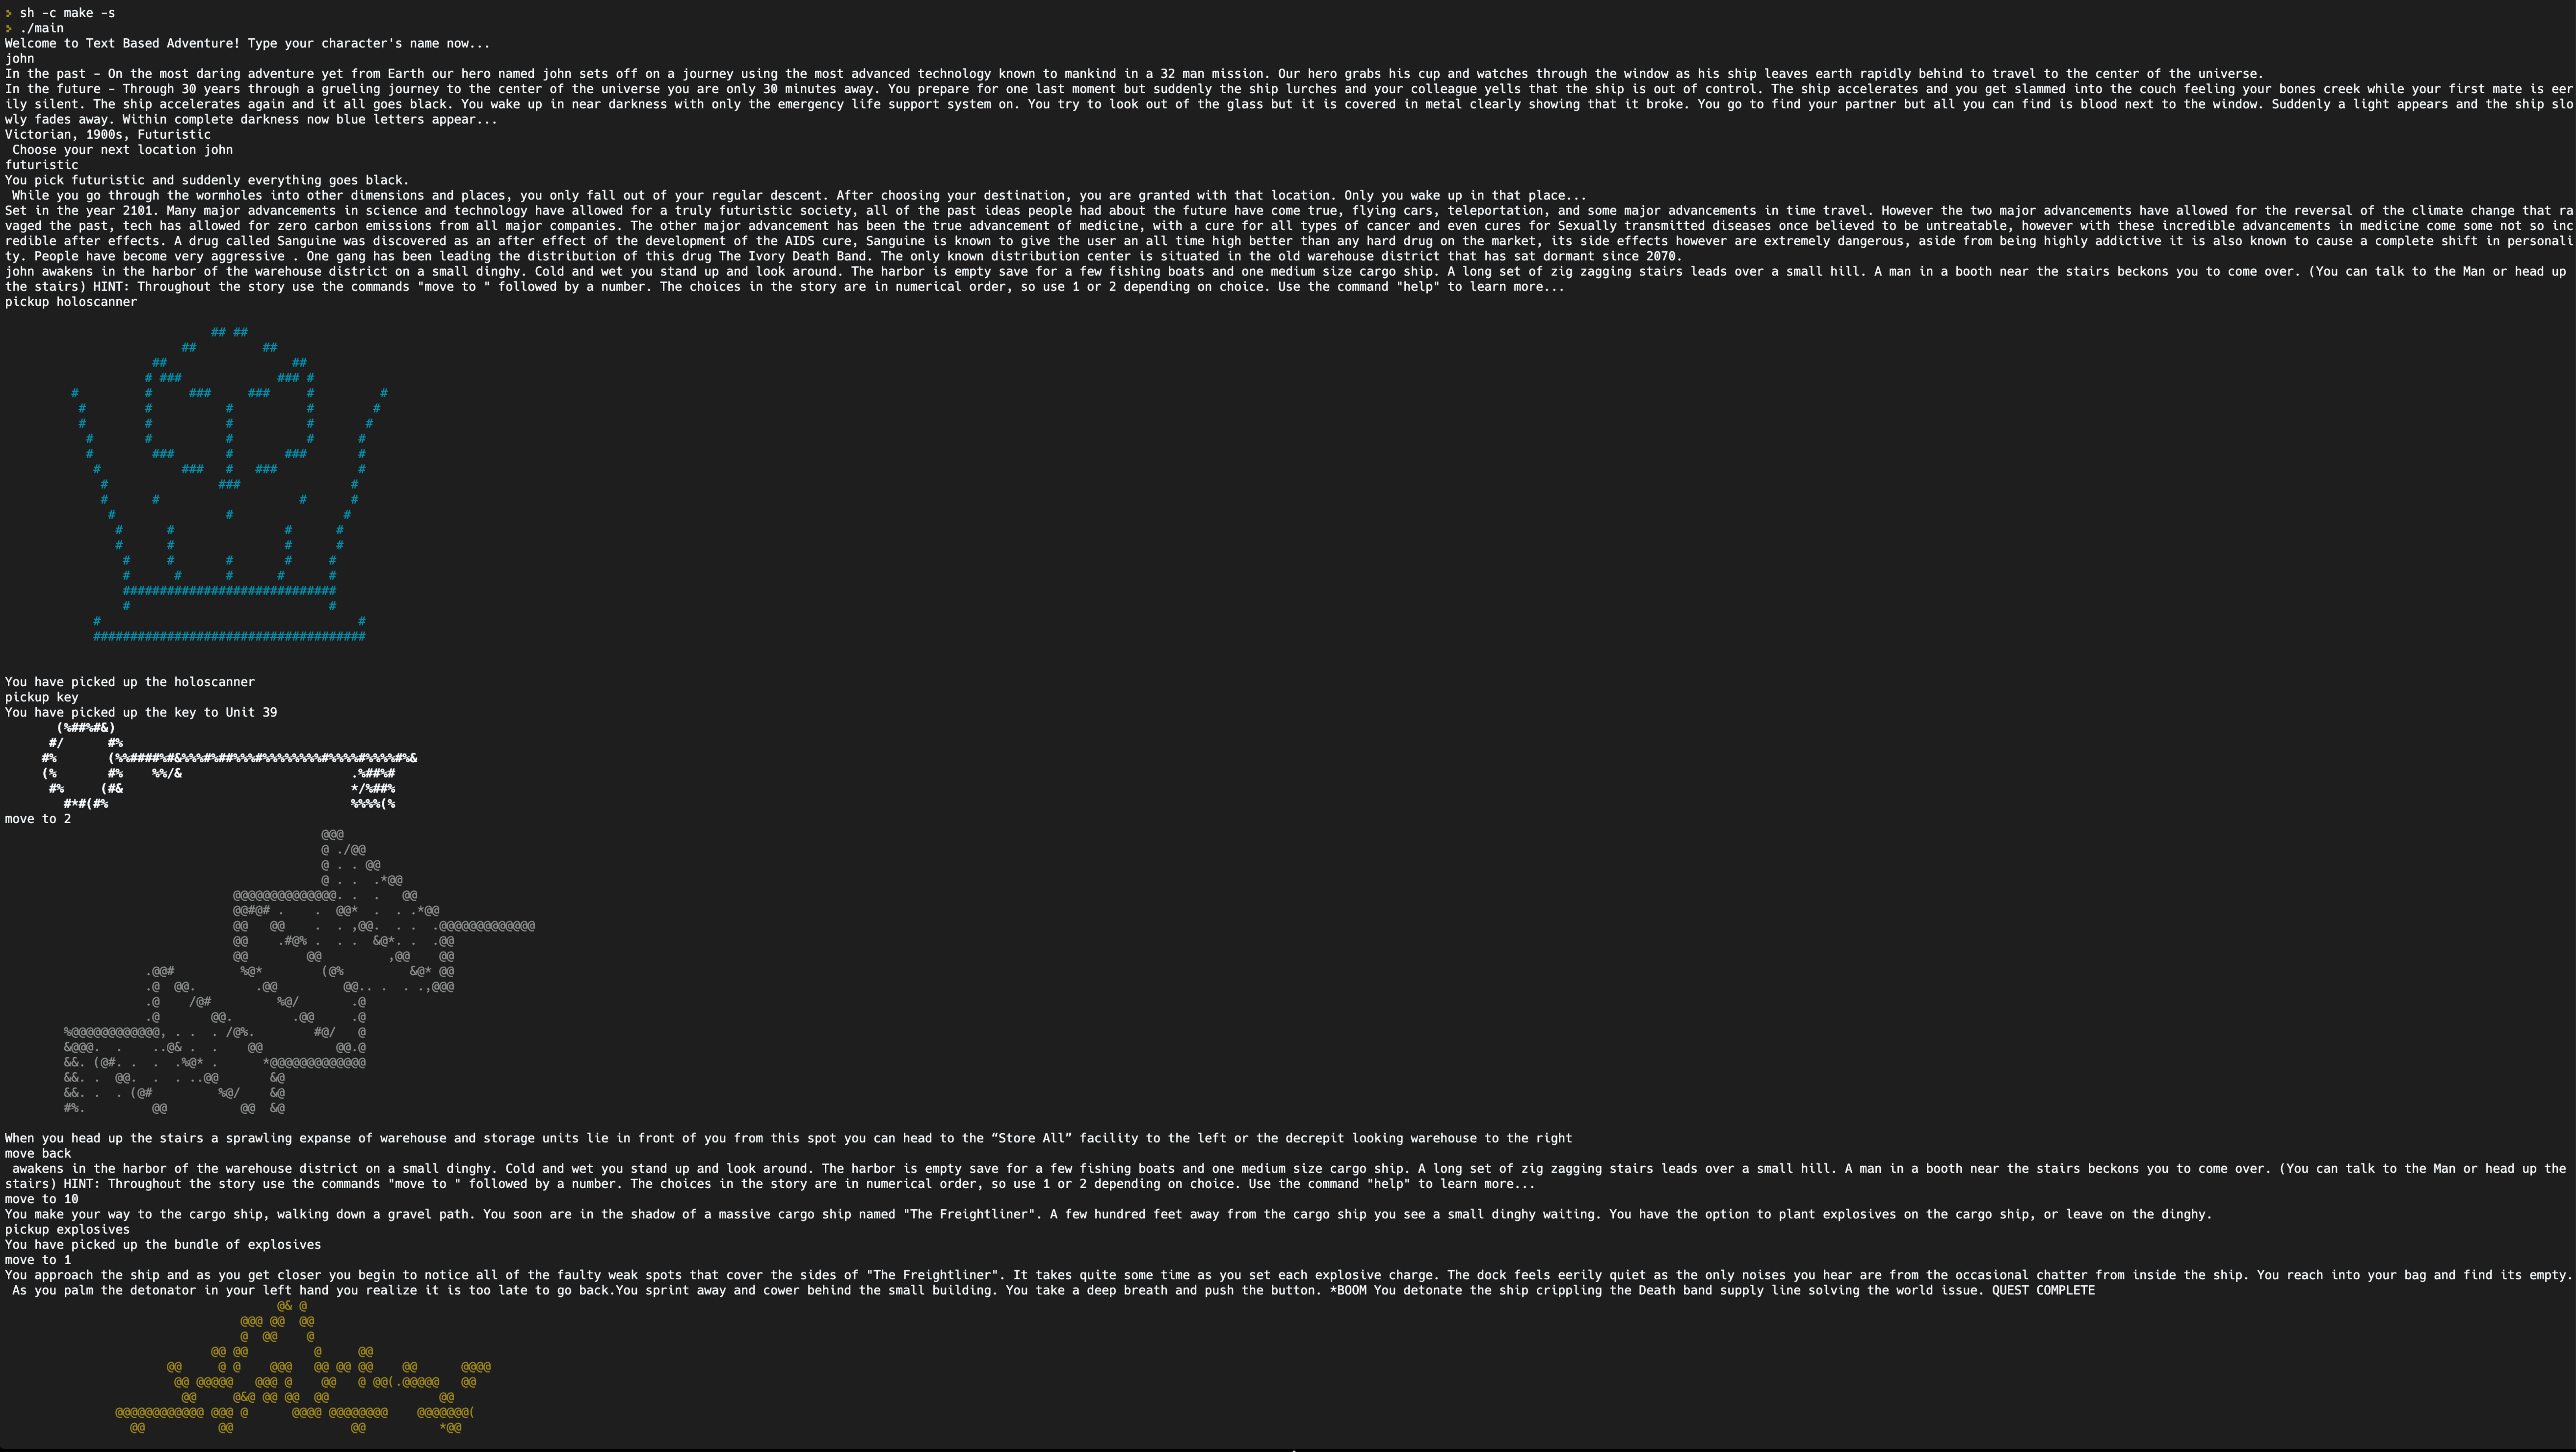 sh -c make -s
./main
Welcome to Text Based Adventure! Type your character's name now...
john
In the past - On the most daring adventure yet from Earth our hero named john sets off on a journey using the most advanced technology known to mankind in a 32 man mission. Our hero grabs his cup and watches through the window as his ship leaves earth rapidly behind to travel to the center of the universe.
In the future - Through 30 years through a grueling journey to the center of the universe you are only 30 minutes away. You prepare for one last moment but suddenly the ship lurches and your colleague yells that the ship is out of control. The ship accelerates and you get slammed into the couch feeling your bones creek while your first mate is eer
ily silent. The ship accelerates again and it all goes black. You wake up in near darkness with only the emergency life support system on. You try to look out of the glass but it is covered in metal clearly showing that it broke. You go to find your partner but all you can find is blood next to the window. Suddenly a light appears and the ship slo
wly fades away. Within complete darkness now blue letters appear...
Victorian, 1900s, Futuristic
Choose your next location john
futuristic
You pick futuristic and suddenly everything goes black.
While you go through the wormholes into other dimensions and places, you only fall out of your regular descent. After choosing your destination, you are granted with that location. Only you wake up in that place...
Set in the year 2101. Many major advancements in science and technology have allowed for a truly futuristic society, all of the past ideas people had about the future have come true, flying cars, teleportation, and some major advancements in time travel. However the two major advancements have allowed for the reversal of the climate change that ra
vaged the past, tech has allowed for zero carbon emissions from all major companies. The other major advancement has been the true advancement of medicine, with a cure for all types of cancer and even cures for Sexually transmitted diseases once believed to be untreatable, however with these incredible advancements in medicine come some not so inc
redible after effects. A drug called Sanguine was discovered as an after effect of the development of the AIDS cure, Sanguine is known to give the user an all time high better than any hard drug on the market, its side effects however are extremely dangerous, aside from being highly addictive it is also known to cause a complete shift in personali
ty. People have become very aggressive . One gang has been leading the distribution of this drug The Ivory Death Band. The only known distribution center is situated in the old warehouse district that has sat dormant since 2070.
john awakens in the harbor of the warehouse district on a small dinghy. Cold and wet you stand up and look around. The harbor is empty save for a few fishing boats and one medium size cargo ship. A long set of zig zagging stairs leads over a small hill. A man in a booth near the stairs beckons you to come over. (You can talk to the Man or head up
the stairs) HINT: Throughout the story use the commands "move to " followed by a number. The choices in the story are in numerical order, so use 1 or 2 depending on choice. Use the command "help" to learn more...
pickup holoscanner
You have picked up the holoscanner
pickup key
You have picked up the key to Unit 39
move to 2
When you head up the stairs a sprawling expanse of warehouse and storage units lie in front of you from this spot you can head to the “Store All” facility to the left or the decrepit looking warehouse to the right
move back
awakens in the harbor of the warehouse district on a small dinghy. Cold and wet you stand up and look around. The harbor is empty save for a few fishing boats and one medium size cargo ship. A long set of zig zagging stairs leads over a small hill. A man in a booth near the stairs beckons you to come over. (You can talk to the Man or head up the
stairs) HINT: Throughout the story use the commands "move to " followed by a number. The choices in the story are in numerical order, so use 1 or 2 depending on choice. Use the command "help" to learn more...
move to 10
You make your way to the cargo ship, walking down a gravel path. You soon are in the shadow of a massive cargo ship named "The Freightliner". A few hundred feet away from the cargo ship you see a small dinghy waiting. You have the option to plant explosives on the cargo ship, or leave on the dinghy.
pickup explosives
You have picked up the bundle of explosives
move to 1
You approach the ship and as you get closer you begin to notice all of the faulty weak spots that cover the sides of "The Freightliner". It takes quite some time as you set each explosive charge. The dock feels eerily quiet as the only noises you hear are from the occasional chatter from inside the ship. You reach into your bag and find its empty.
As you palm the detonator in your left hand you realize it is too late to go back.You sprint away and cower behind the small building. You take a deep breath and push the button. *BOOM You detonate the ship crippling the Death band supply line solving the world issue. QUEST COMPLETE